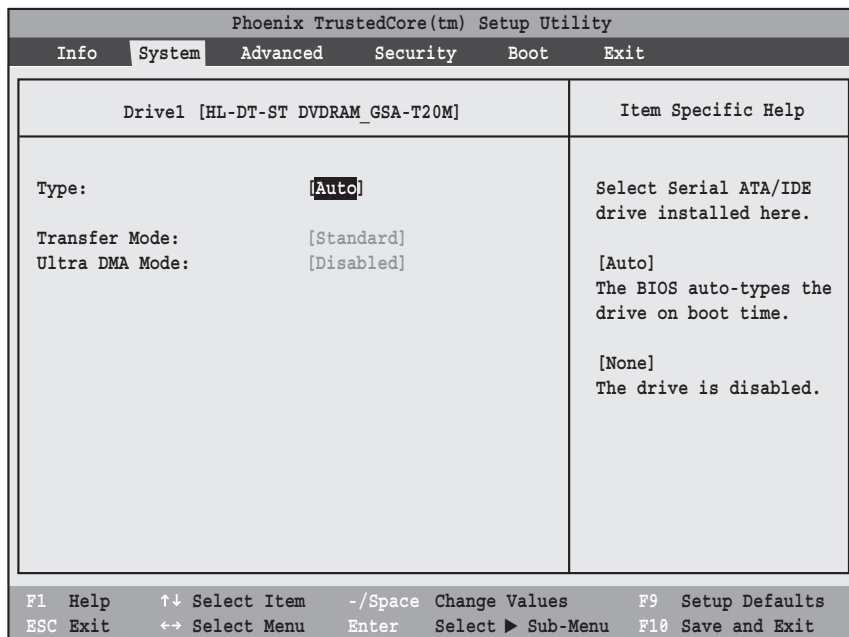 Phoenix TrustedCore(tm) Setup Utility
Info System Advanced Security Boot Exit
Drive1 [HL-DT-ST DVDRAM_GSA-T20M]
Type: [Auto]
Transfer Mode: [Standard]
Ultra DMA Mode: [Disabled]
Item Specific Help
Select Serial ATA/IDE
drive installed here.
[Auto]
The BIOS auto-types the
drive on boot time.
[None]
The drive is disabled.
F1 Help ↑↓ Select Item -/Space Change Values F9 Setup Defaults
ESC Exit ←→ Select Menu Enter Select ▶ Sub-Menu F10 Save and Exit